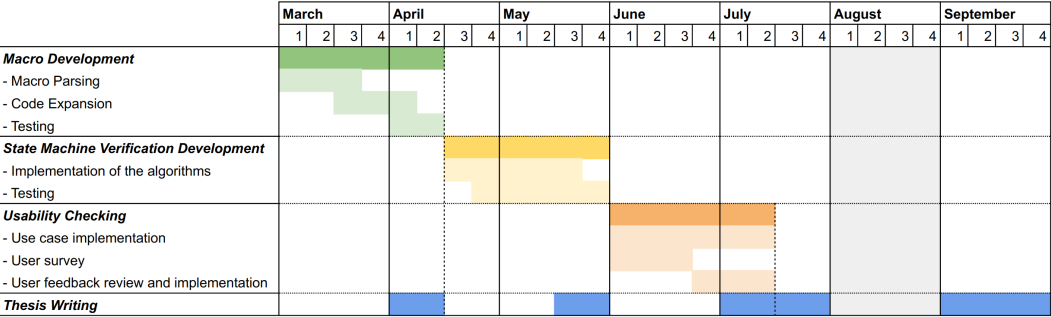 March April May June July August September
1 2 3 4 1 2 3 4 1 2 3 4 1 2 3 4 1 2 3 4 1 2 3 4 1 2 3 4
Macro Development
- Macro Parsing
- Code Expansion
- Testing
State Machine Verification Development
- Implementation of the algorithms
- Testing
Usability Checking
- Use case implementation
- User survey
- User feedback review and implementation
Thesis Writing